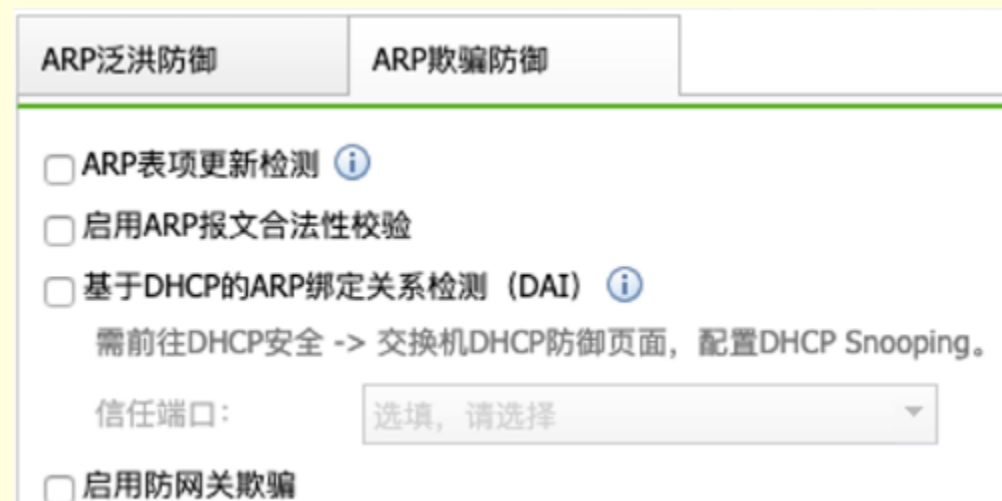 ARP泛洪防御 ARP欺骗防御
ARP表项更新检测
启用ARP报文合法性校验
基于DHCP的ARP绑定关系检测（DAI）
需前往DHCP安全 -> 交换机DHCP防御页面，配置DHCP Snooping。
信任端口： 选填，请选择
启用防网关欺骗